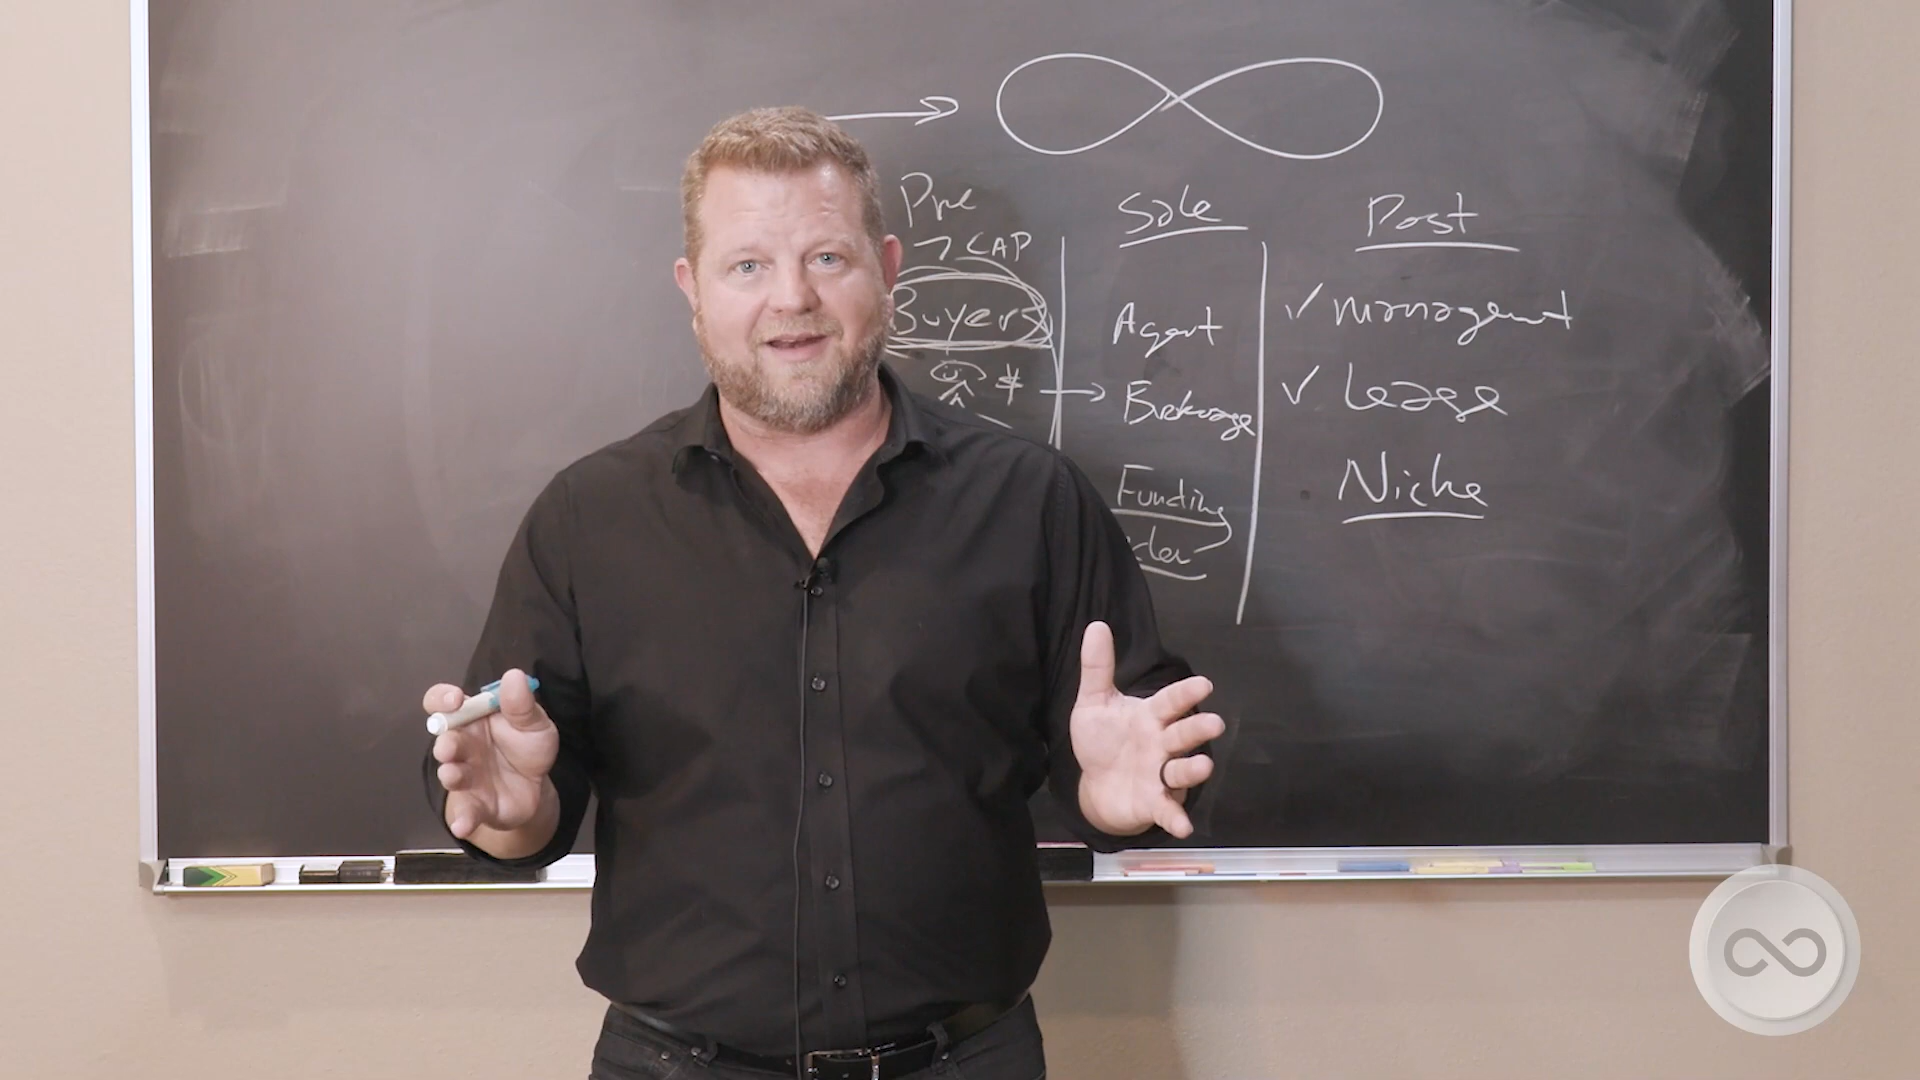 Pre
→ CAP
Buyers
Sale
Agent
Brokerage
Funding
Post
✓ management
✓ Lease
Niche